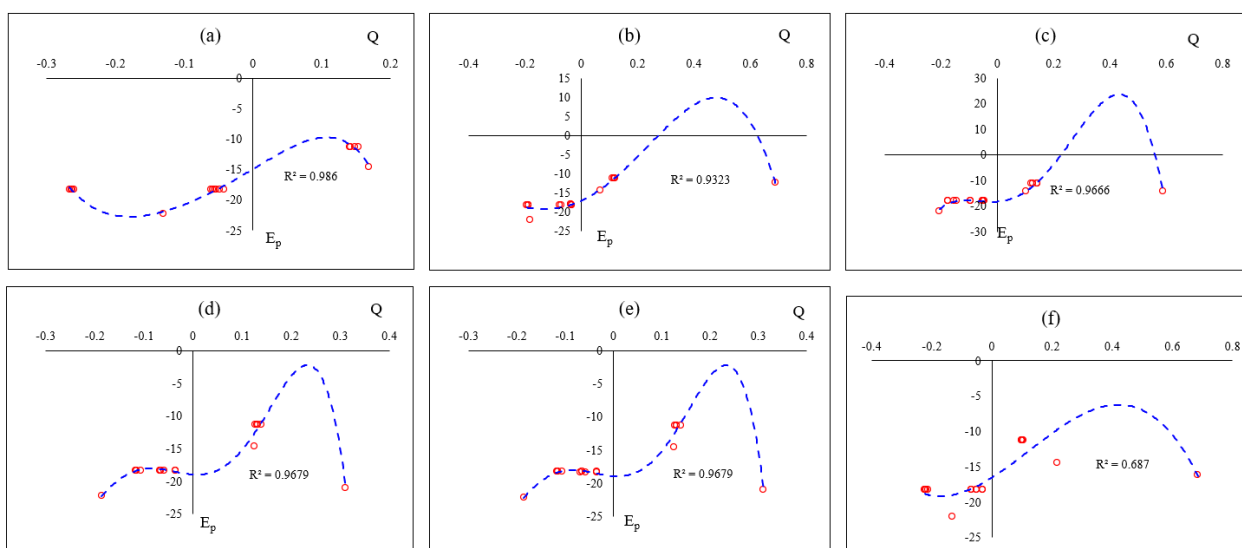 (a)
Q
-0.3 -0.2 -0.1 0 0.1 0.2
0
-5
-10
-15
-20
-25
R² = 0.986
E_p
(b)
Q
-0.4 -0.2 0 0.2 0.4 0.6 0.8
15
10
5
0
-5
-10
-15
-20
-25
R² = 0.9323
E_p
(c)
Q
-0.4 -0.2 0 0.2 0.4 0.6 0.8
30
20
10
0
-10
-20
-30
R² = 0.9666
E_p
(d)
Q
-0.3 -0.2 -0.1 0 0.1 0.2 0.3 0.4
0
-5
-10
-15
-20
-25
R² = 0.9679
E_p
(e)
Q
-0.3 -0.2 -0.1 0 0.1 0.2 0.3 0.4
0
-5
-10
-15
-20
-25
R² = 0.9679
E_p
(f)
Q
-0.4 -0.2 0 0.2 0.4 0.6 0.8
0
-5
-10
-15
-20
-25
R² = 0.687
E_p